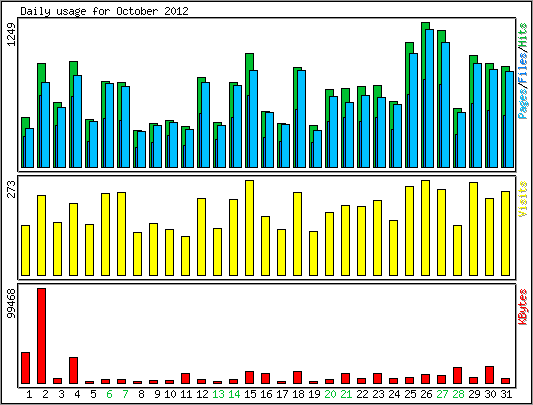 Daily usage for October 2012
1249
Pages/Files/Hits
273
Visits
99468
KBytes
1 2 3 4 5 6 7 8 9 10 11 12 13 14 15 16 17 18 19 20 21 22 23 24 25 26 27 28 29 30 31